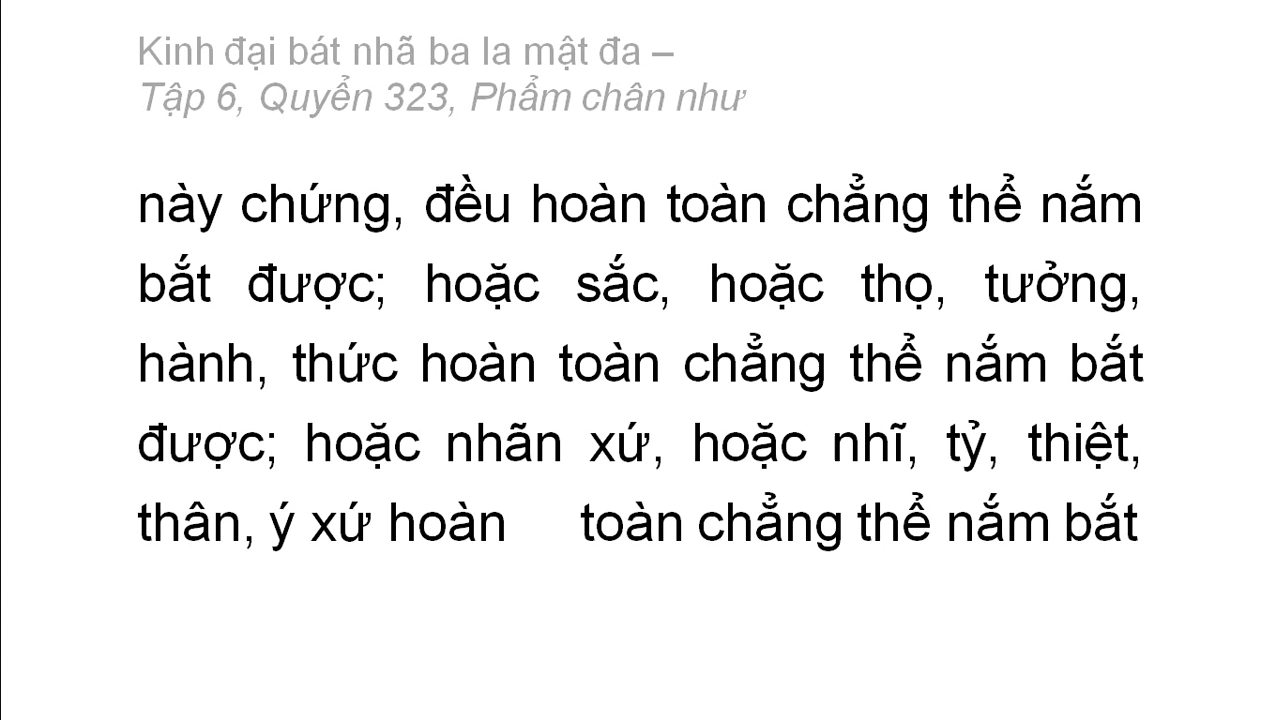 Kinh đại bát nhã ba la mật đa –
Tập 6, Quyển 323, Phẩm chân như
này chứng, đều hoàn toàn chẳng thể nắm
bắt được; hoặc sắc, hoặc thọ, tưởng,
hành, thức hoàn toàn chẳng thể nắm bắt
được; hoặc nhãn xứ, hoặc nhĩ, tỷ, thiệt,
thân, ý xứ hoàn toàn chẳng thể nắm bắt